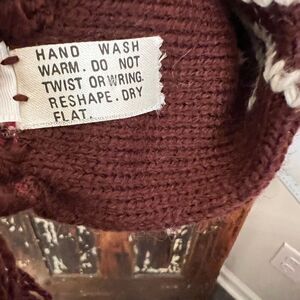 HAND WASH
WARM. DO NOT
TWIST OR WRING.
RESHAPE. DRY
FLAT.